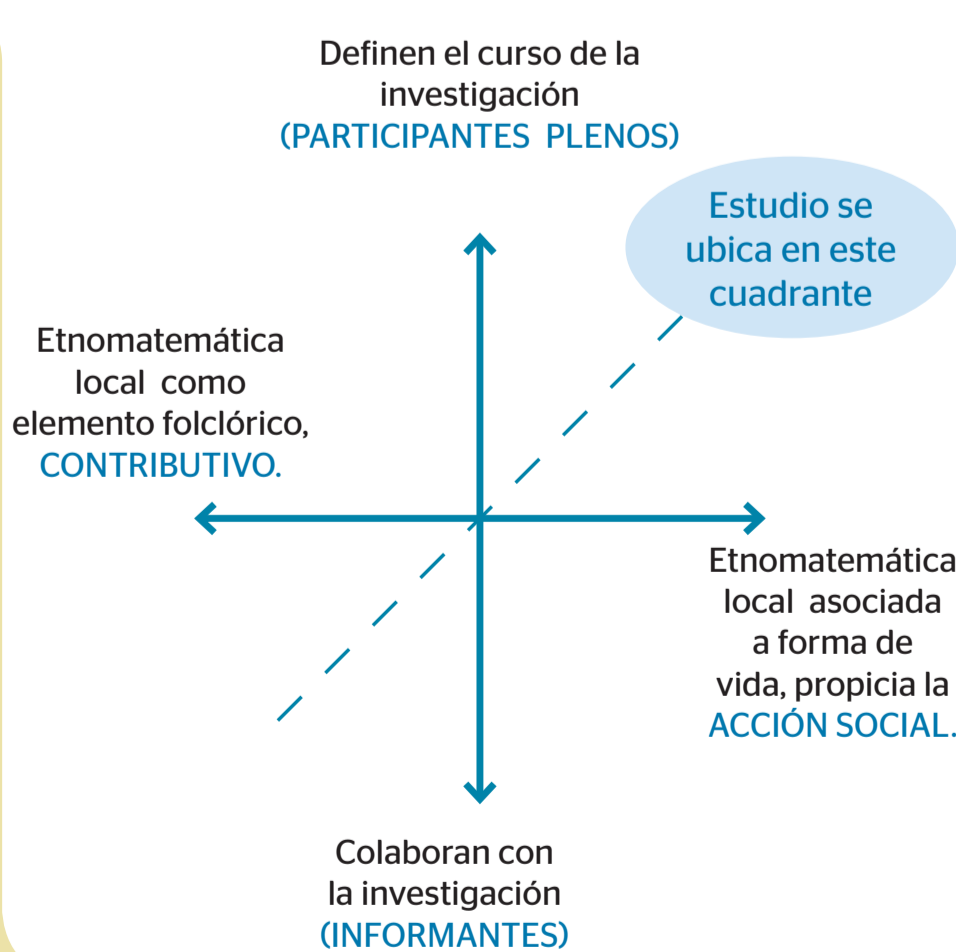 Definen el curso de la
investigación
(PARTICIPANTES PLENOS)
Estudio se
ubica en este
cuadrante
Etnomatemática
local como
elemento folclórico,
CONTRIBUTIVO.
Etnomatemática
local asociada
a forma de
vida, propicia la
ACCIÓN SOCIAL.
Colaboran con
la investigación
(INFORMANTES)